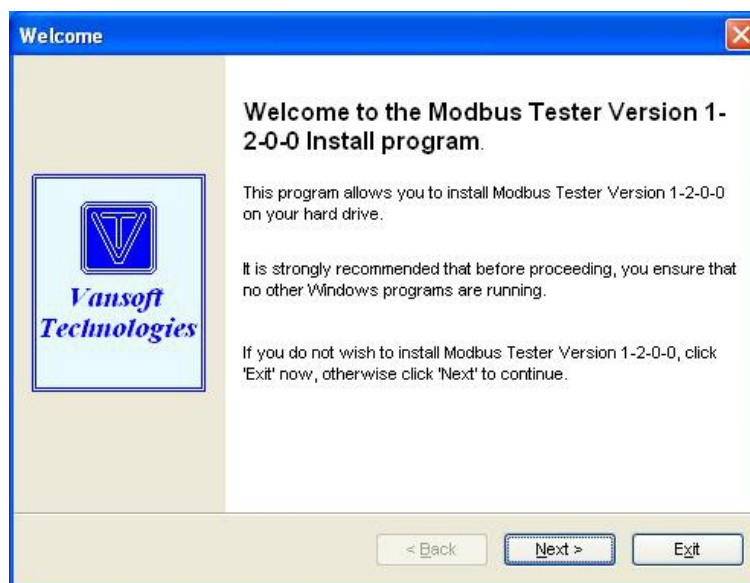 Welcome
Welcome to the Modbus Tester Version 1-
2-0-0 Install program.
This program allows you to install Modbus Tester Version 1-2-0-0
on your hard drive.
It is strongly recommended that before proceeding, you ensure that
no other Windows programs are running.
If you do not wish to install Modbus Tester Version 1-2-0-0, click
'Exit' now, otherwise click 'Next' to continue.
VT
Vansoft
Technologies
< Back
Next >
Exit